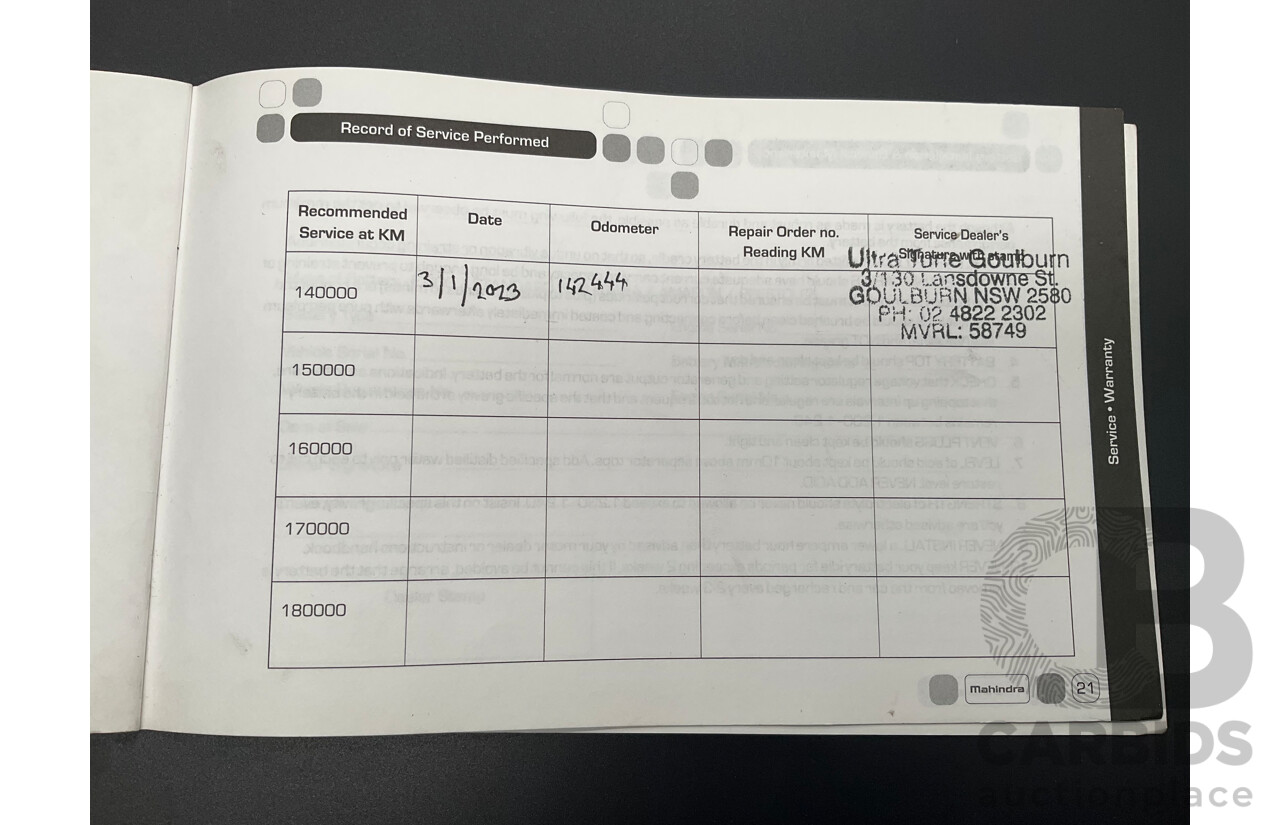 Record of Service Performed
Recommended Service at KM
Date
Odometer
Repair Order no. Reading KM
Service Dealer's Signature with stamp
140000
3/1/2023
142444
Ultra Tune Goulburn
3/130 Lansdowne St.
GOULBURN NSW 2580
PH: 02 4822 2302
MVRL: 58749
150000
160000
170000
180000
Service • Warranty
Mahindra
21
CARBIDS
auctionplace